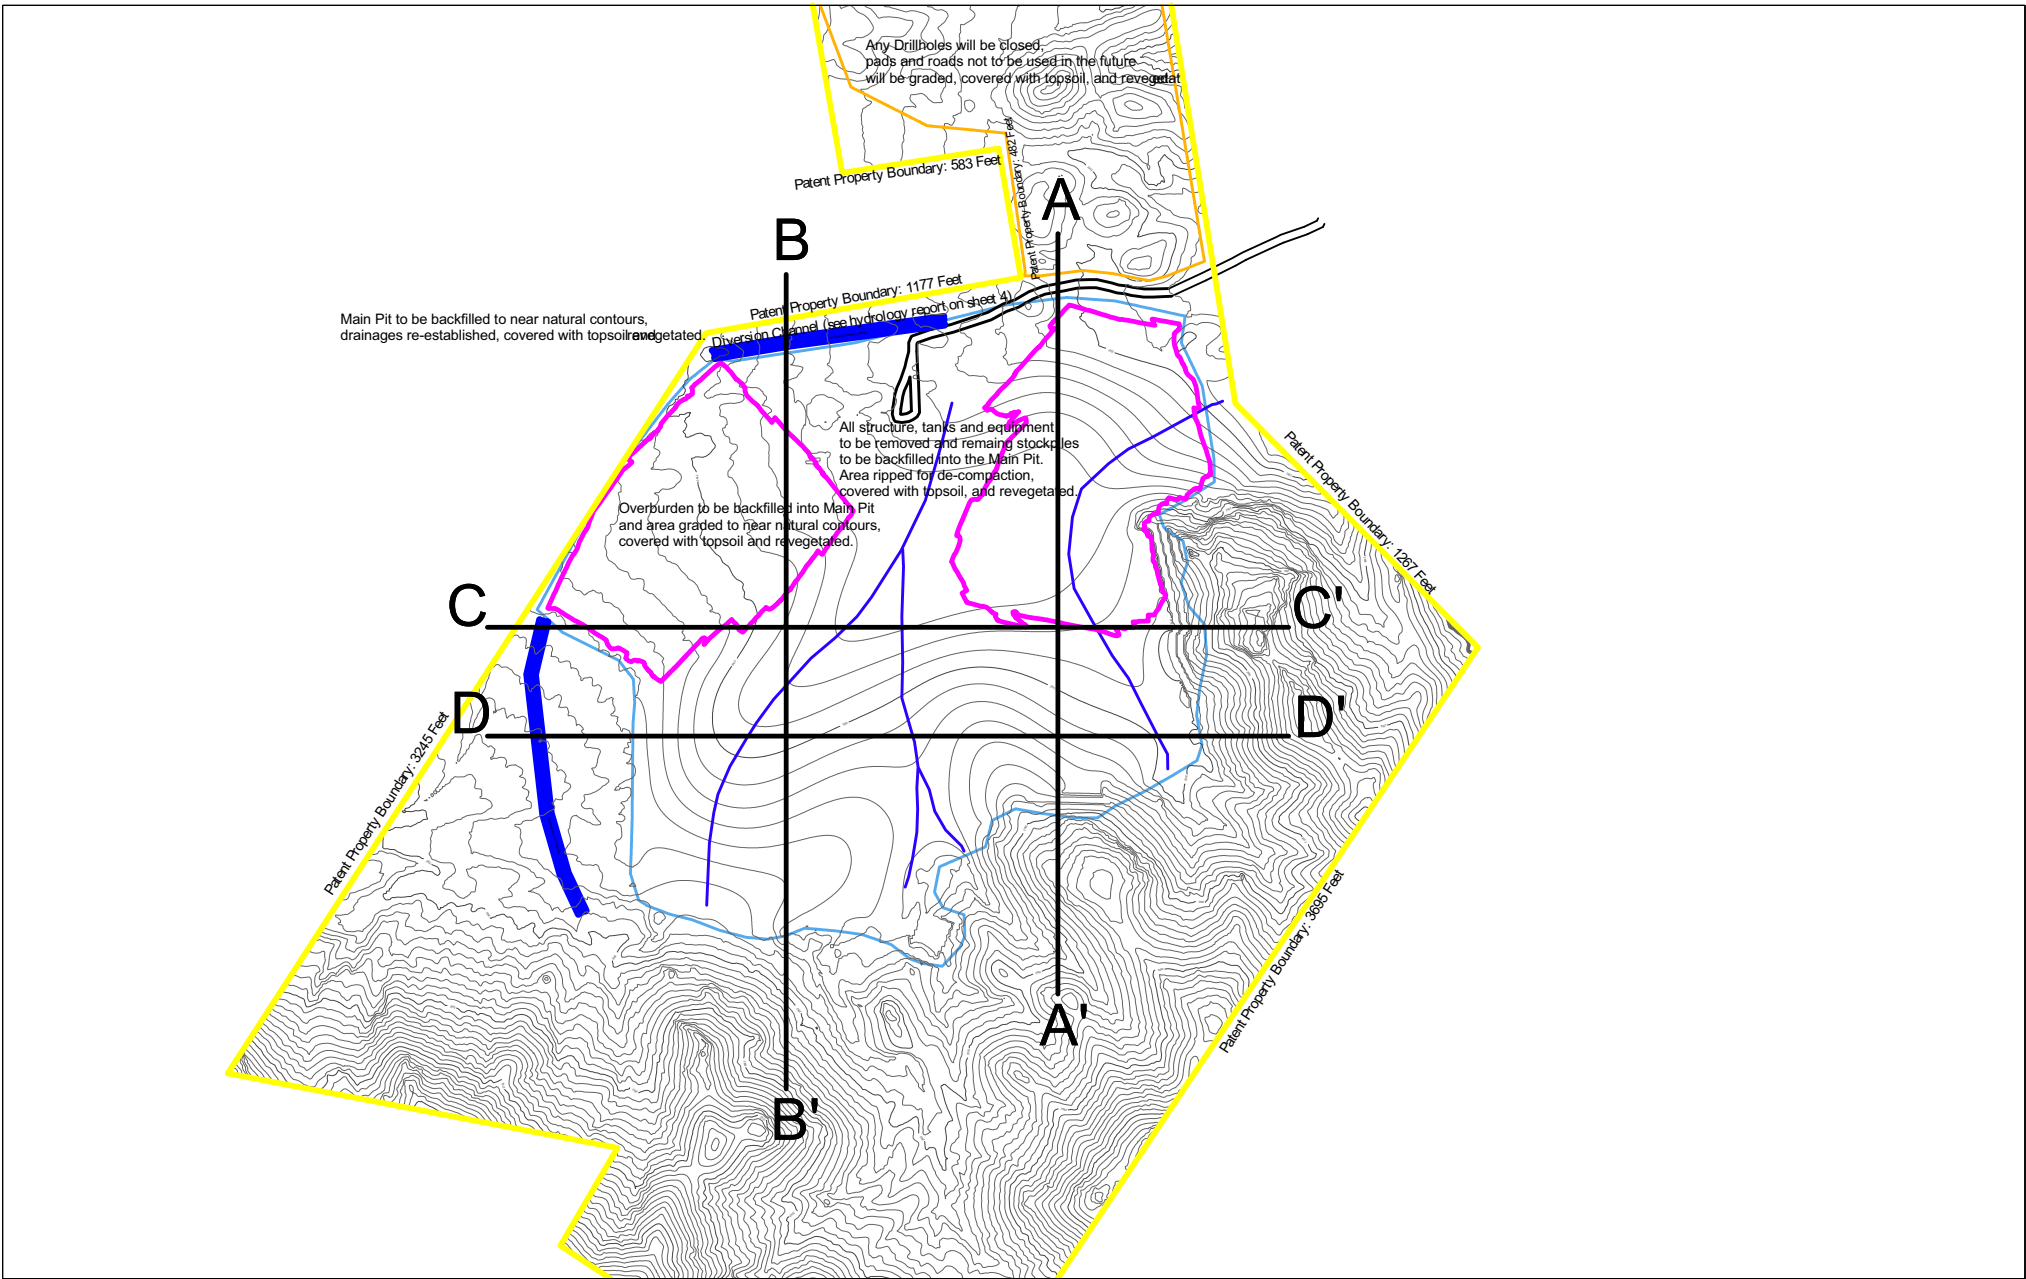 Any Drillholes will be closed,
pads and roads not to be used in the future
will be graded, covered with topsoil, and revegetat
Patent Property Boundary: 583 Feet
Patent Property Boundary: 482 Feet
A
B
Patent Property Boundary: 1177 Feet
Diversion Channel (see hydrology report on sheet 4)
Main Pit to be backfilled to near natural contours,
drainages re-established, covered with topsoil and revegetated.
All structure, tanks and equipment
to be removed and remaing stockpiles
to be backfilled into the Main Pit.
Area ripped for de-compaction,
covered with topsoil, and revegetated.
Overburden to be backfilled into Main Pit
and area graded to near natural contours,
covered with topsoil and revegetated.
Patent Property Boundary: 1267 Feet
C
C'
D
D'
Patent Property Boundary: 3245 Feet
Patent Property Boundary: 3695 Feet
A'
B'